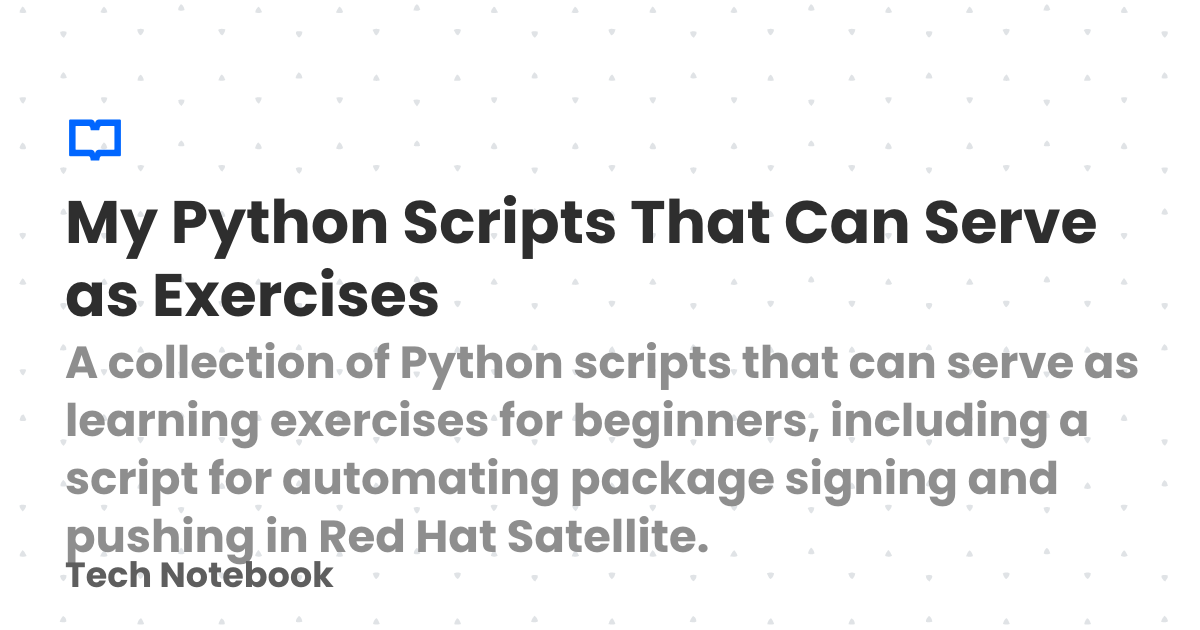 My Python Scripts That Can Serve
as Exercises
A collection of Python scripts that can serve as
learning exercises for beginners, including a
script for automating package signing and
pushing in Red Hat Satellite.
Tech Notebook